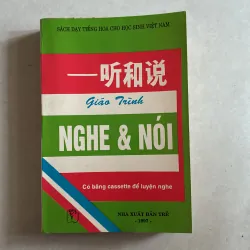 SÁCH DẠY TIẾNG HOA CHO HỌC SINH VIỆT NAM
一听和说
Giáo Trình
NGHE & NÓI
Có băng cassette để luyện nghe
NHÀ XUẤT BẢN TRẺ